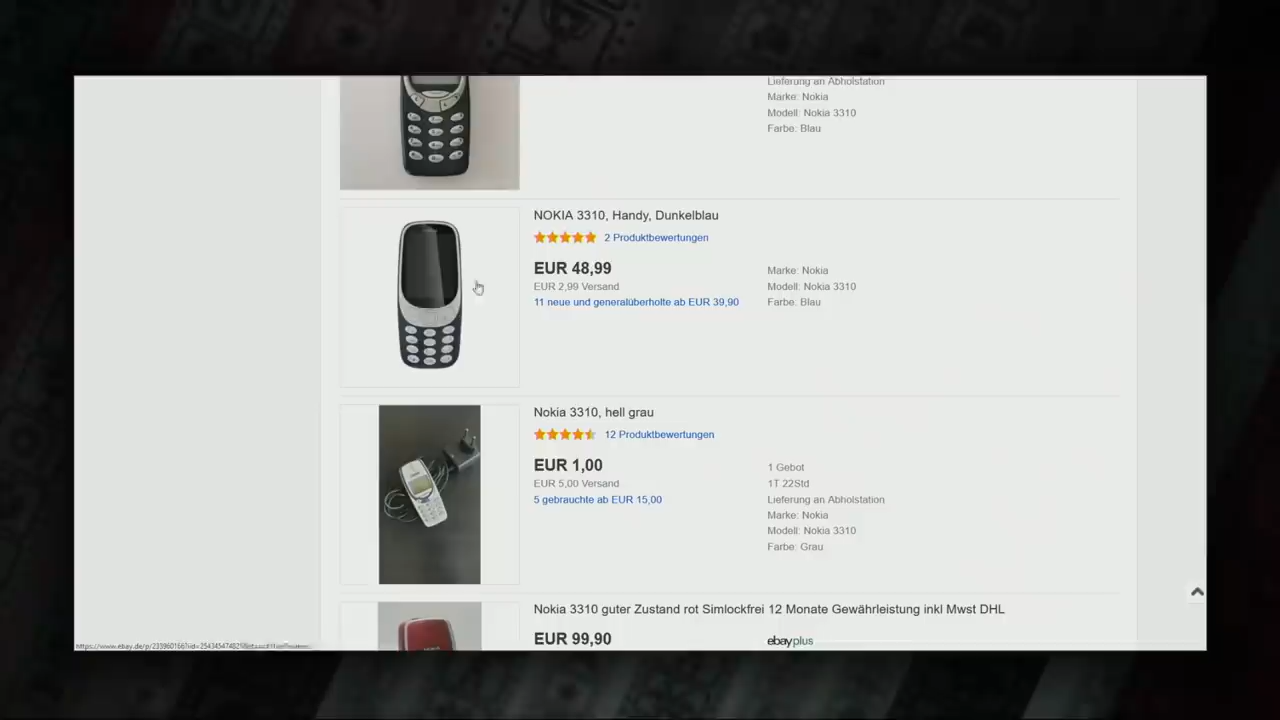 Lieferung an Abholstation
Marke: Nokia
Modell: Nokia 3310
Farbe: Blau
NOKIA 3310, Handy, Dunkelblau
2 Produktbewertungen
EUR 48,99
EUR 2,99 Versand
11 neue und generalüberholte ab EUR 39,90
Marke: Nokia
Modell: Nokia 3310
Farbe: Blau
Nokia 3310, hell grau
12 Produktbewertungen
EUR 1,00
EUR 5,00 Versand
5 gebrauchte ab EUR 15,00
1 Gebot
1T 22Std
Lieferung an Abholstation
Marke: Nokia
Modell: Nokia 3310
Farbe: Grau
Nokia 3310 guter Zustand rot Simlockfrei 12 Monate Gewährleistung inkl Mwst DHL
EUR 99,90
ebayplus